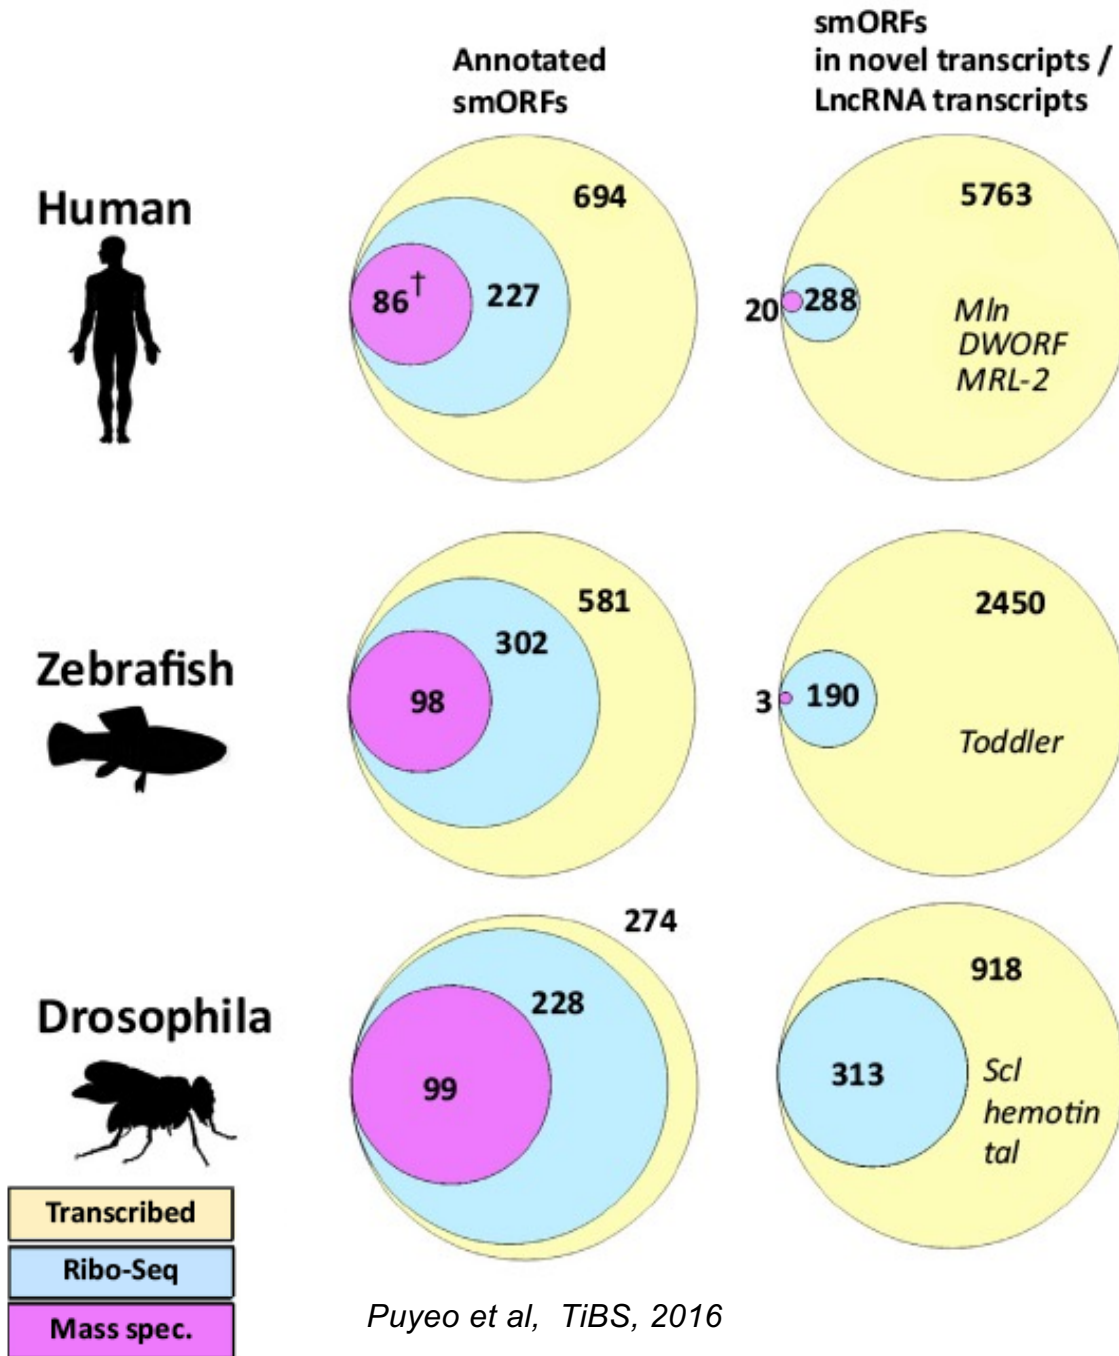 Annotated
smORFs
smORFs
in novel transcripts /
LncRNA transcripts
Human
694
86†
227
5763
20
288
Mln
DWORF
MRL-2
Zebrafish
581
302
98
2450
3
190
Toddler
Drosophila
274
228
99
918
313
Scl
hemotin
tal
Transcribed
Ribo-Seq
Mass spec.
Puyeo et al, TiBS, 2016